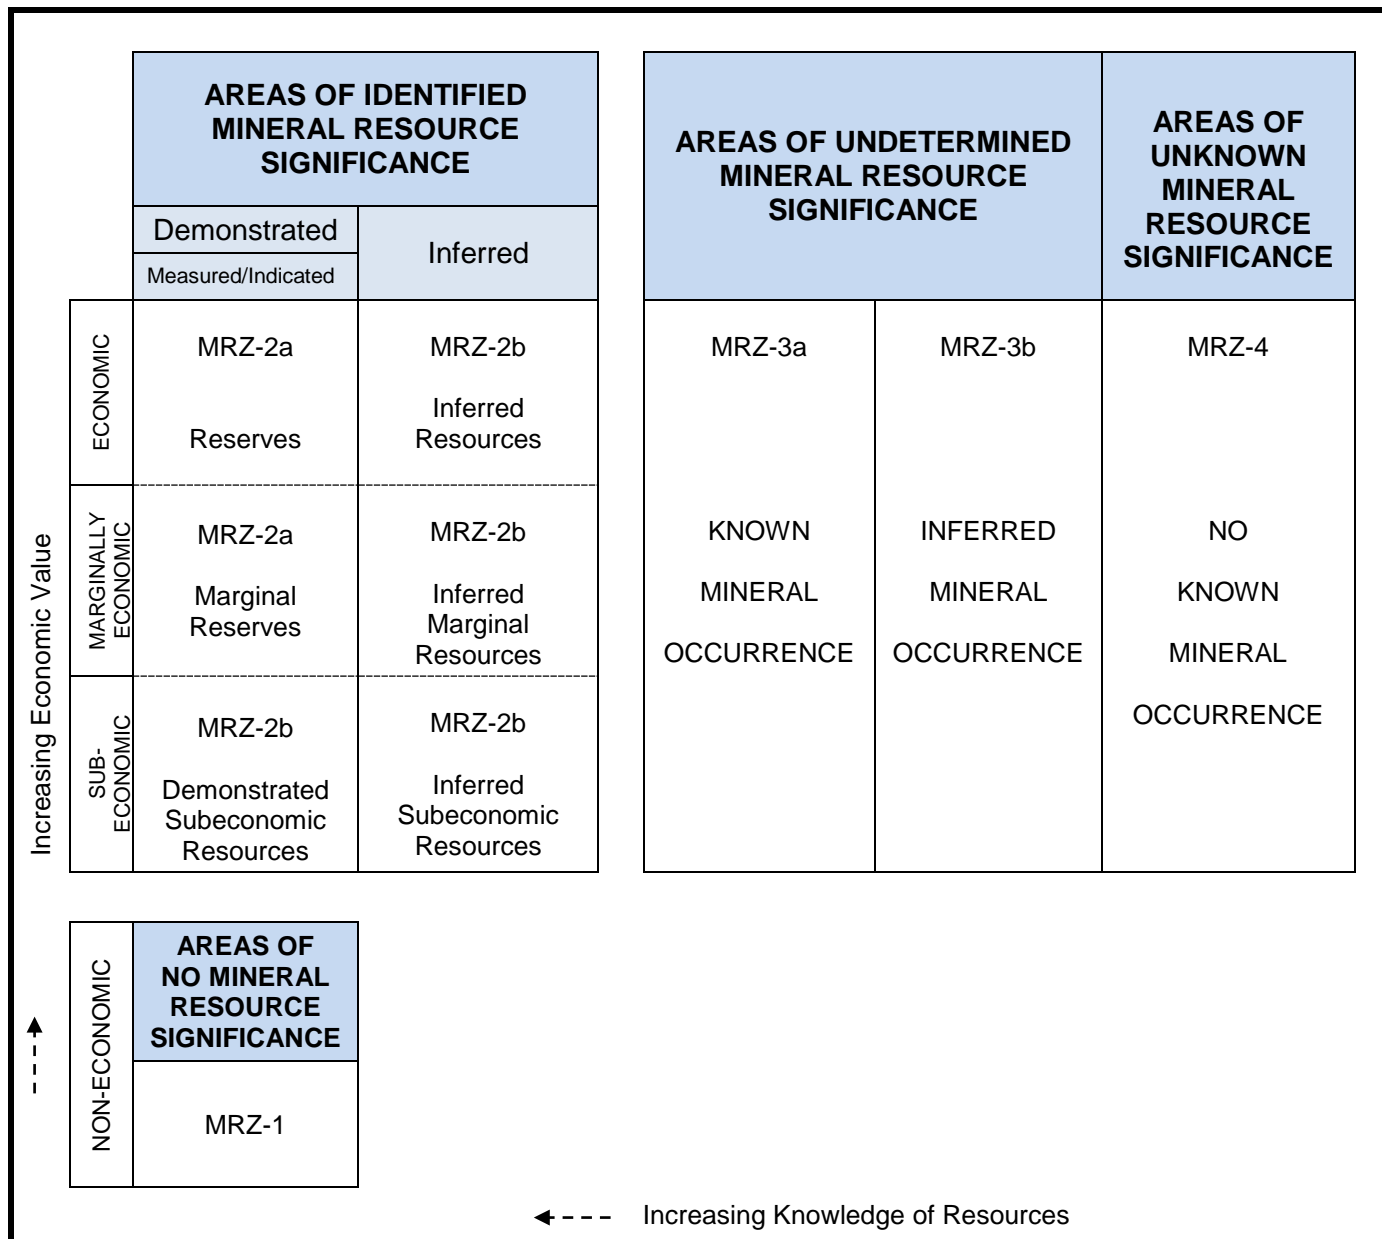 AREAS OF IDENTIFIED
MINERAL RESOURCE
SIGNIFICANCE
Demonstrated
Measured/Indicated
Inferred
AREAS OF UNDETERMINED
MINERAL RESOURCE
SIGNIFICANCE
AREAS OF
UNKNOWN
MINERAL
RESOURCE
SIGNIFICANCE
Increasing Economic Value
ECONOMIC
MRZ-2a
Reserves
MRZ-2b
Inferred
Resources
MARGINALLY
ECONOMIC
MRZ-2a
Marginal
Reserves
MRZ-2b
Inferred
Marginal
Resources
SUB-
ECONOMIC
MRZ-2b
Demonstrated
Subeconomic
Resources
MRZ-2b
Inferred
Subeconomic
Resources
MRZ-3a
KNOWN
MINERAL
OCCURRENCE
MRZ-3b
INFERRED
MINERAL
OCCURRENCE
MRZ-4
NO
KNOWN
MINERAL
OCCURRENCE
NON-ECONOMIC
AREAS OF
NO MINERAL
RESOURCE
SIGNIFICANCE
MRZ-1
Increasing Knowledge of Resources